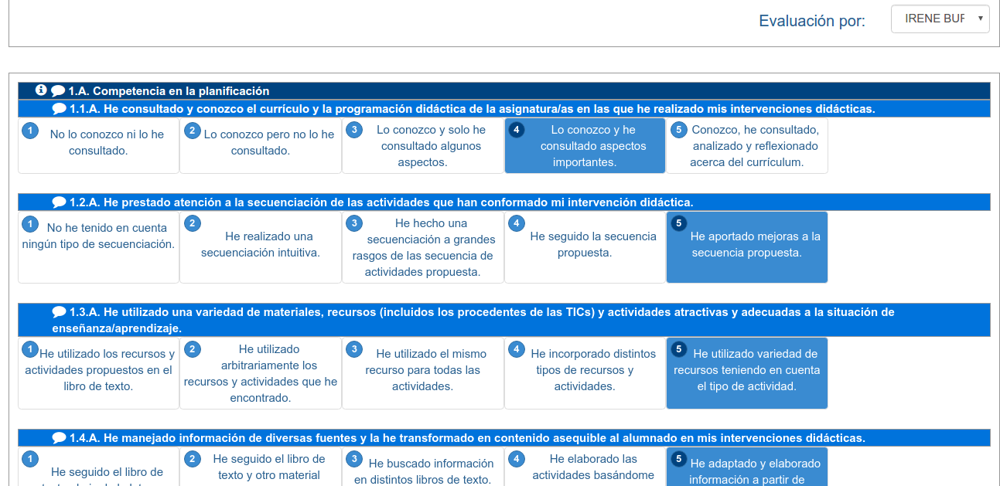 Evaluación por:
IRENE BUF
1.A. Competencia en la planificación
1.1.A. He consultado y conozco el currículo y la programación didáctica de la asignatura/as en las que he realizado mis intervenciones didácticas.
1
No lo conozco ni lo he
consultado.
2
Lo conozco pero no lo he
consultado.
3
Lo conozco y solo he
consultado algunos
aspectos.
4
Lo conozco y he
consultado aspectos
importantes.
5
Conozco, he consultado,
analizado y reflexionado
acerca del currículum.
1.2.A. He prestado atención a la secuenciación de las actividades que han conformado mi intervención didáctica.
1
No he tenido en cuenta
ningún tipo de secuenciación.
2
He realizado una
secuenciación intuitiva.
3
He hecho una
secuenciación a grandes
rasgos de las secuencia de
actividades propuesta.
4
He seguido la secuencia
propuesta.
5
He aportado mejoras a la
secuencia propuesta.
1.3.A. He utilizado una variedad de materiales, recursos (incluidos los procedentes de las TICs) y actividades atractivas y adecuadas a la situación de
enseñanza/aprendizaje.
1
He utilizado los recursos y
actividades propuestos en el
libro de texto.
2
He utilizado
arbitrariamente los
recursos y actividades que he
encontrado.
3
He utilizado el mismo
recurso para todas las
actividades.
4
He incorporado distintos
tipos de recursos y
actividades.
5
He utilizado variedad de
recursos teniendo en cuenta
el tipo de actividad.
1.4.A. He manejado información de diversas fuentes y la he transformado en contenido asequible al alumnado en mis intervenciones didácticas.
1
He seguido el libro de
2
He seguido el libro de
texto y otro material
3
He buscado información
en distintos libros de texto.
4
He elaborado las
actividades basándome
5
He adaptado y elaborado
información a partir de